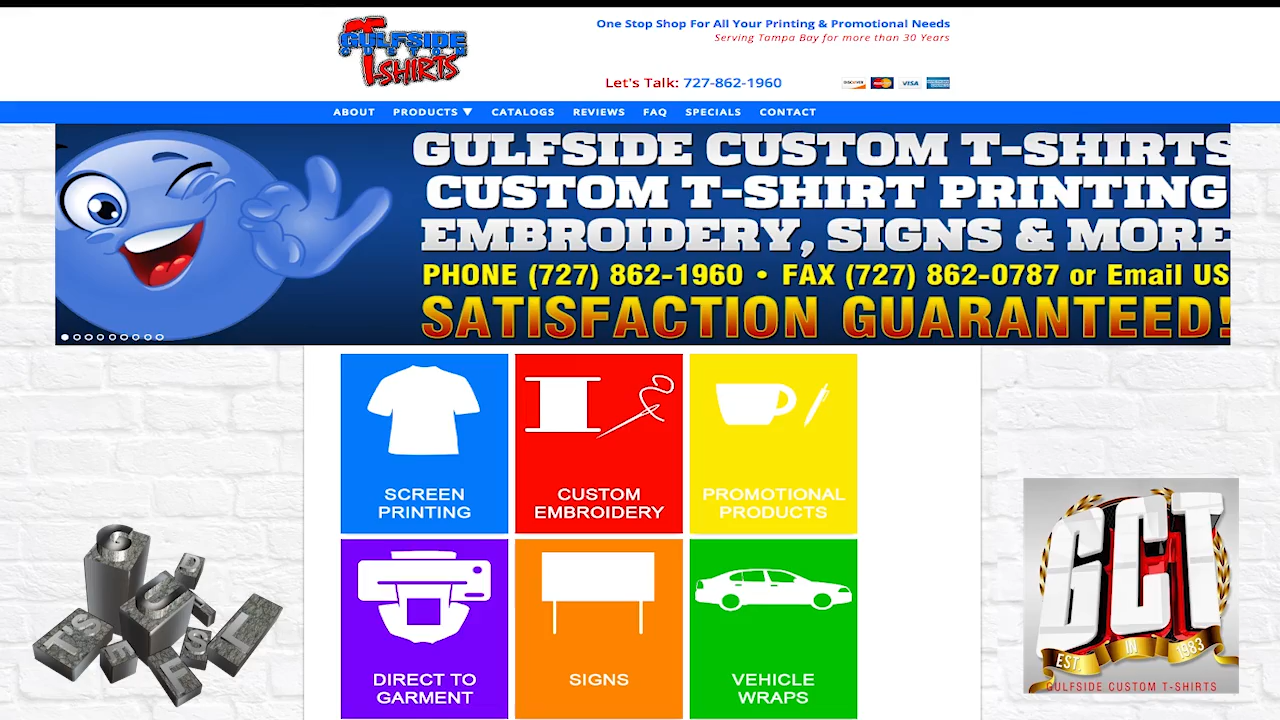 GULFSIDE
CUSTOM
T-SHIRTS
One Stop Shop For All Your Printing & Promotional Needs
Serving Tampa Bay for more than 30 Years
Let's Talk: 727-862-1960
DISCOVER MasterCard VISA
ABOUT PRODUCTS ▼ CATALOGS REVIEWS FAQ SPECIALS CONTACT
GULFSIDE CUSTOM T-SHIRTS
CUSTOM T-SHIRT PRINTING
EMBROIDERY, SIGNS & MORE
PHONE (727) 862-1960 • FAX (727) 862-0787 or Email US
SATISFACTION GUARANTEED!
SCREEN
PRINTING
CUSTOM
EMBROIDERY
PROMOTIONAL
PRODUCTS
DIRECT TO
GARMENT
SIGNS
VEHICLE
WRAPS
GCT
EST. IN 1983
GULFSIDE CUSTOM T-SHIRTS